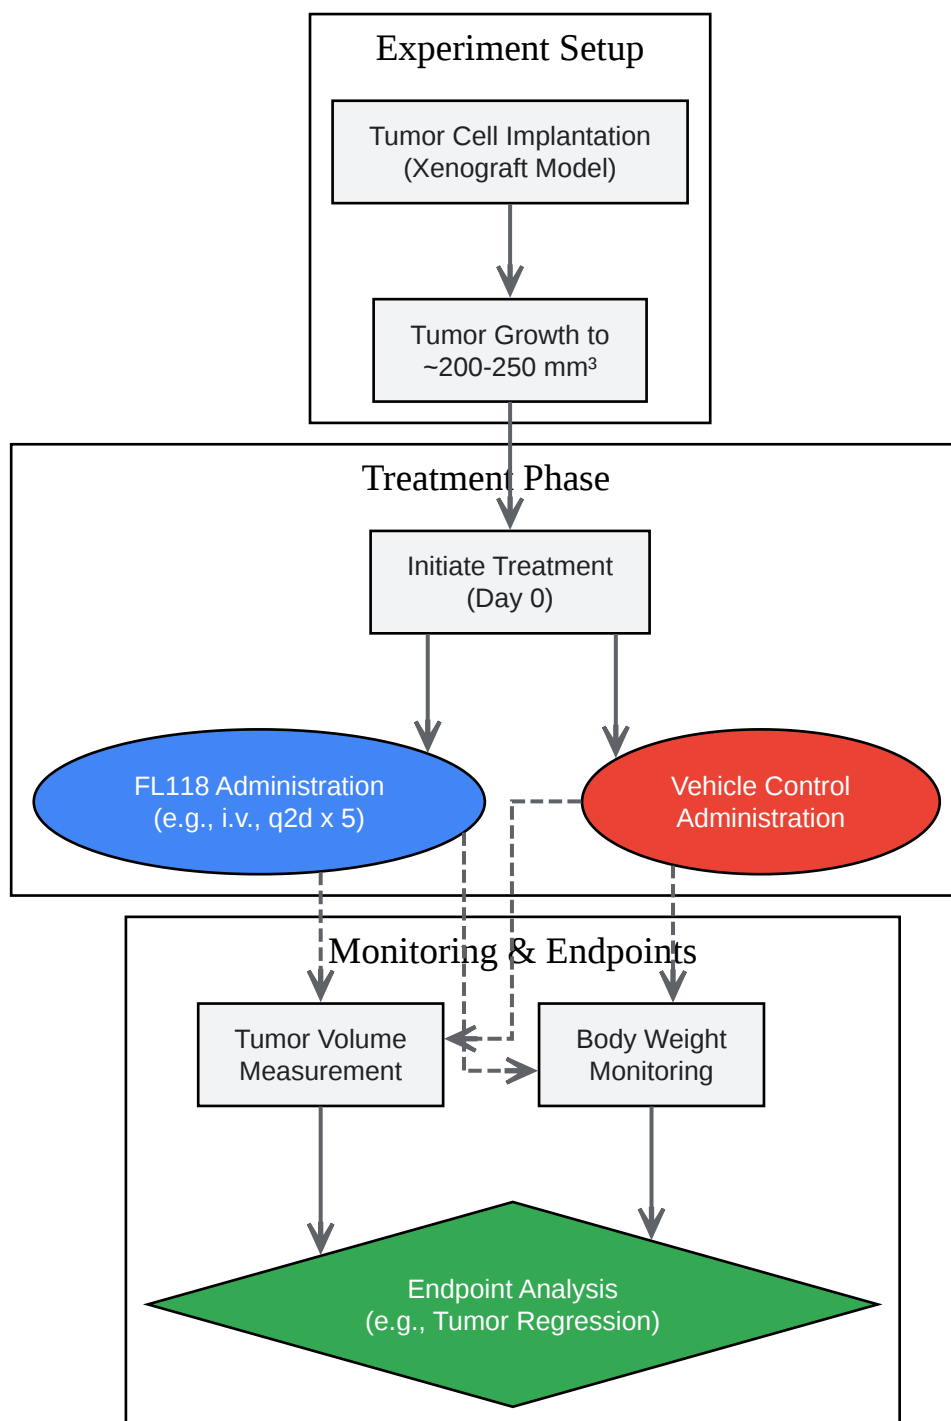 Experiment Setup
Tumor Cell Implantation
(Xenograft Model)
Tumor Growth to
~200-250 mm³
Treatment Phase
Initiate Treatment
(Day 0)
FL118 Administration
(e.g., i.v., q2d x 5)
Vehicle Control
Administration
Monitoring & Endpoints
Tumor Volume
Measurement
Body Weight
Monitoring
Endpoint Analysis
(e.g., Tumor Regression)